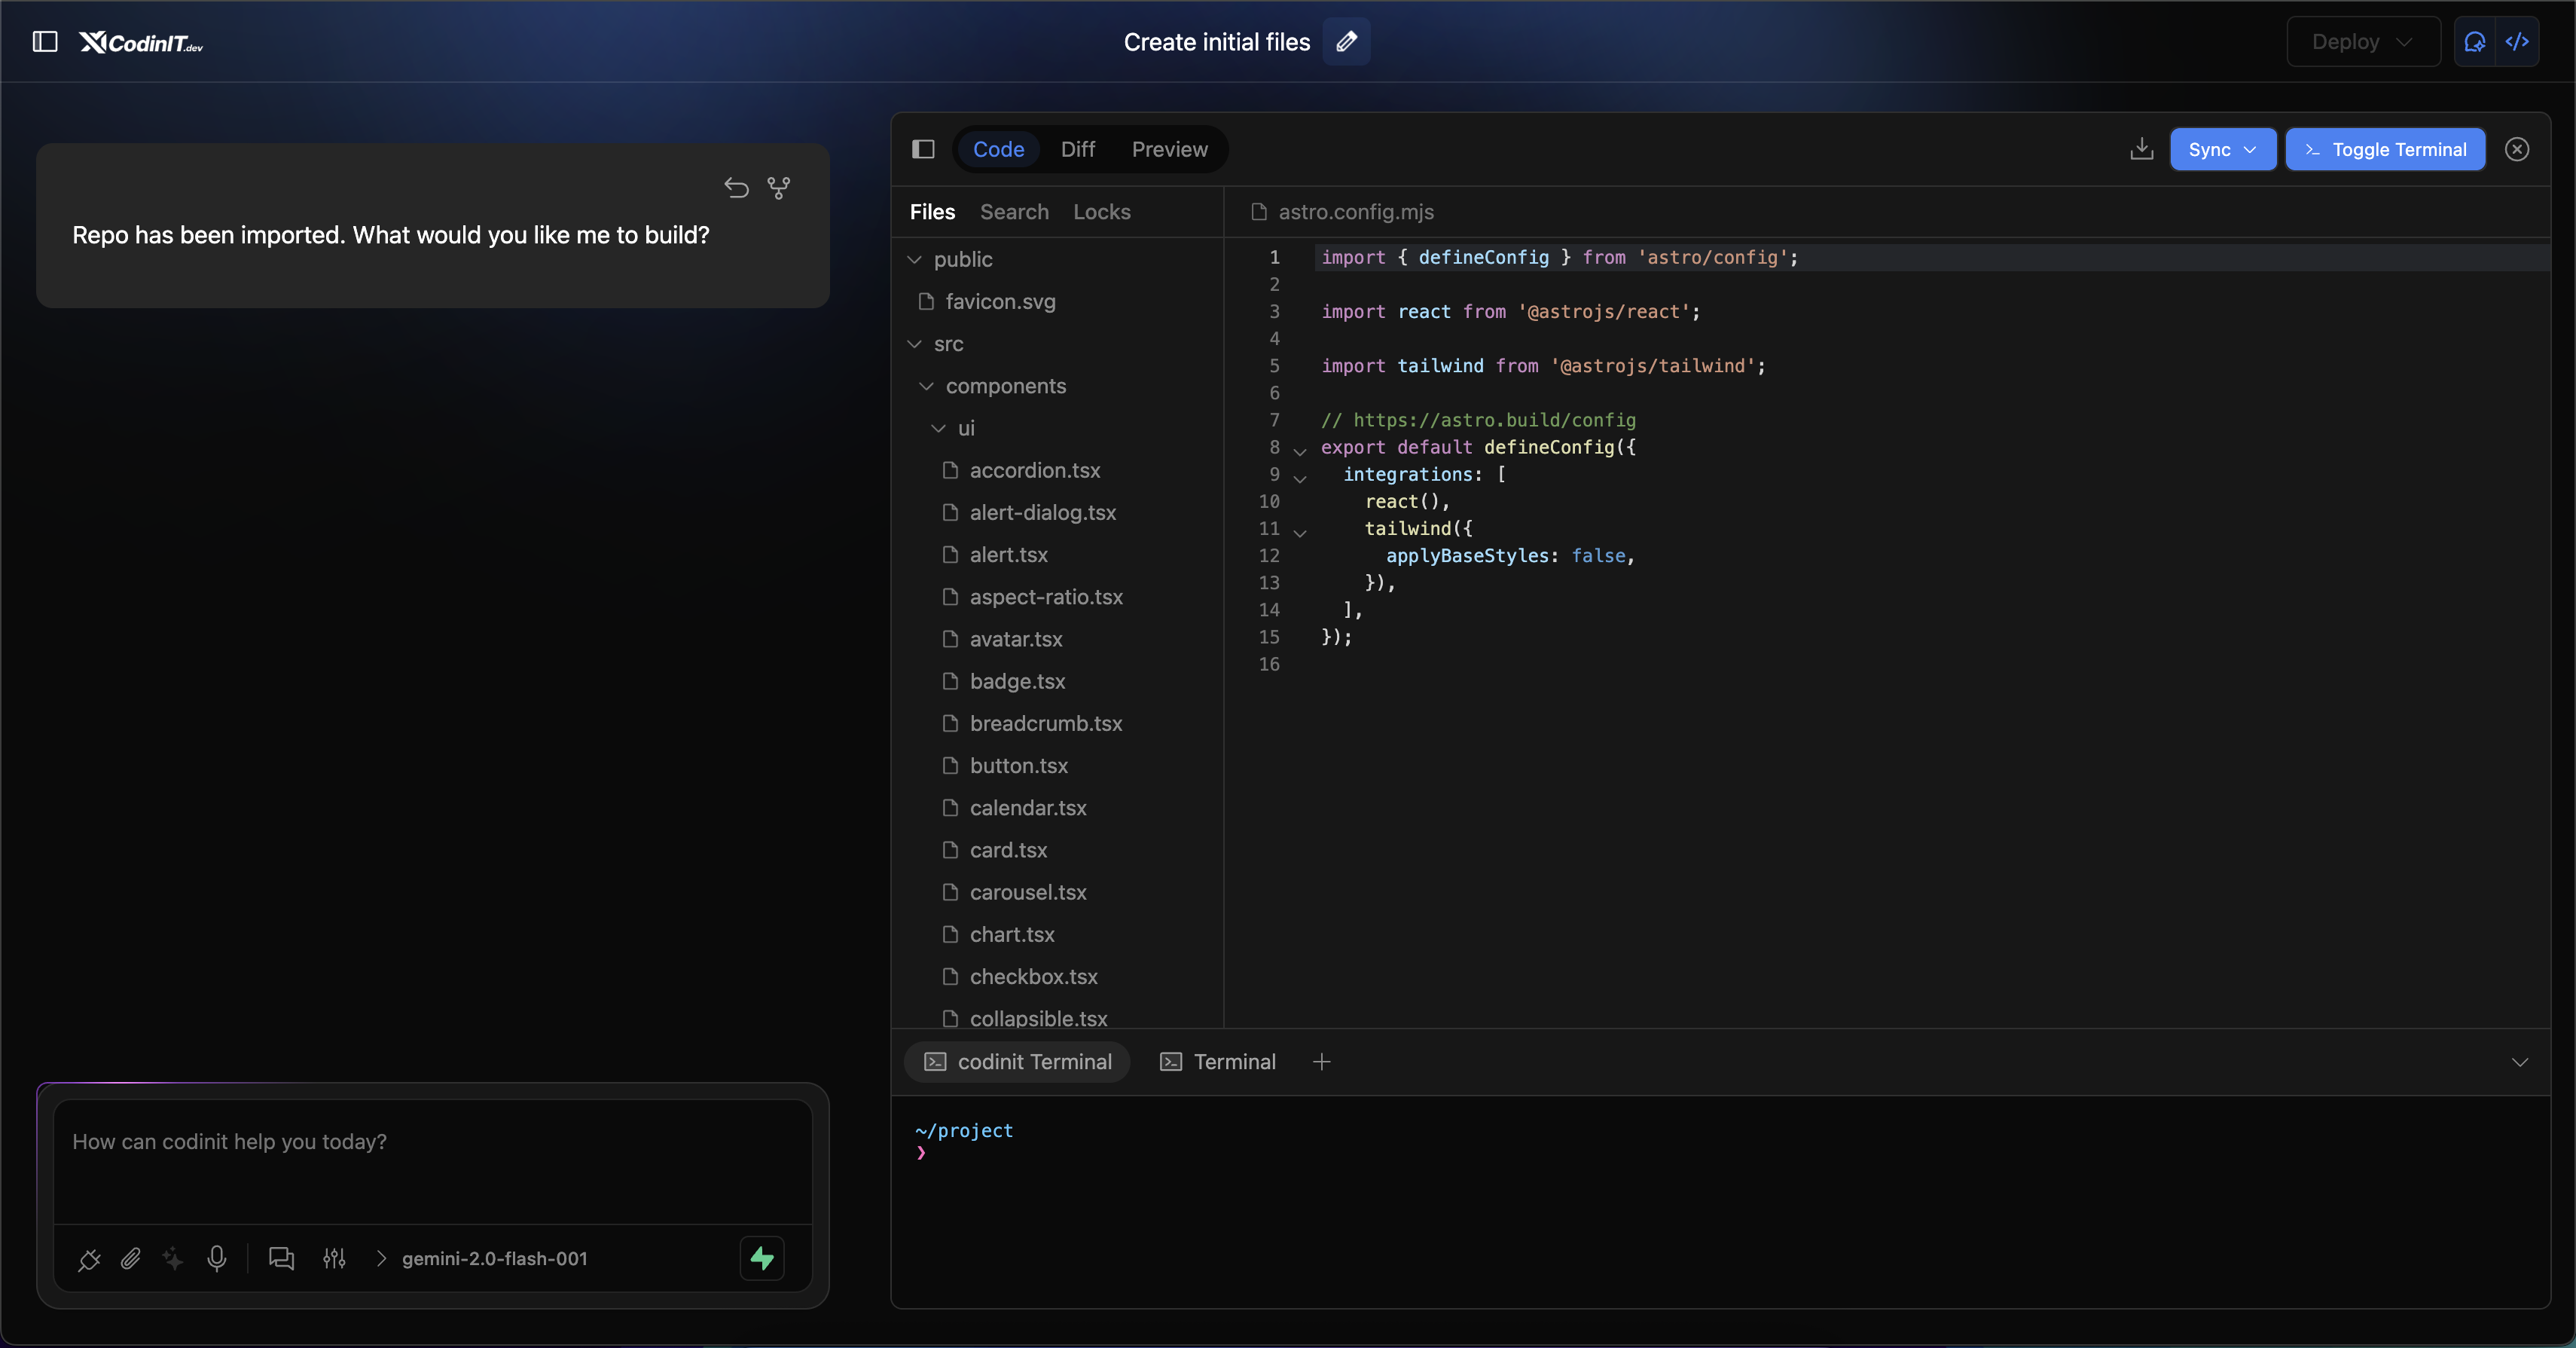 CodinIT.dev
Create initial files
Deploy
Repo has been imported. What would you like me to build?
How can codinit help you today?
gemini-2.0-flash-001
Code Diff Preview
Sync
Toggle Terminal
Files Search Locks
public
favicon.svg
src
components
ui
accordion.tsx
alert-dialog.tsx
alert.tsx
aspect-ratio.tsx
avatar.tsx
badge.tsx
breadcrumb.tsx
button.tsx
calendar.tsx
card.tsx
carousel.tsx
chart.tsx
checkbox.tsx
collapsible.tsx
astro.config.mjs
1 import { defineConfig } from 'astro/config';
2
3 import react from '@astrojs/react';
4
5 import tailwind from '@astrojs/tailwind';
6
7 // https://astro.build/config
8 export default defineConfig({
9   integrations: [
10     react(),
11     tailwind({
12       applyBaseStyles: false,
13     }),
14   ],
15 });
16
codinit Terminal
Terminal
~/project
❯